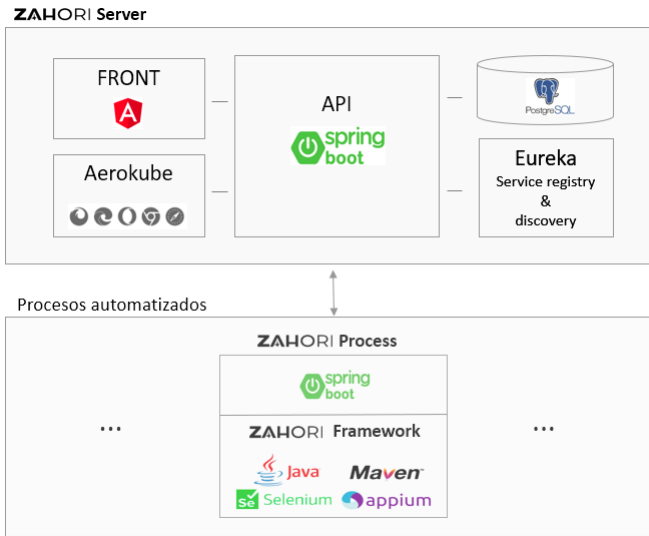 ZAHORI Server
FRONT
API
spring
boot
PostgreSQL
Aerokube
Eureka
Service registry
&
discovery
Procesos automatizados
ZAHORI Process
spring
boot
...
...
ZAHORI Framework
Java
Maven
Se Selenium
appium